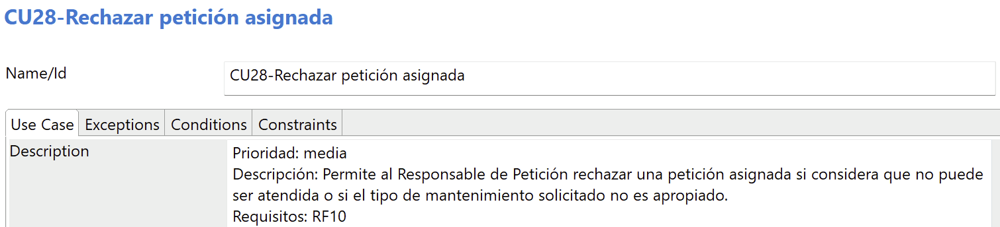 CU28-Rechazar petición asignada
Name/Id
CU28-Rechazar petición asignada
Use Case Exceptions Conditions Constraints
Description
Prioridad: media
Descripción: Permite al Responsable de Petición rechazar una petición asignada si considera que no puede
ser atendida o si el tipo de mantenimiento solicitado no es apropiado.
Requisitos: RF10